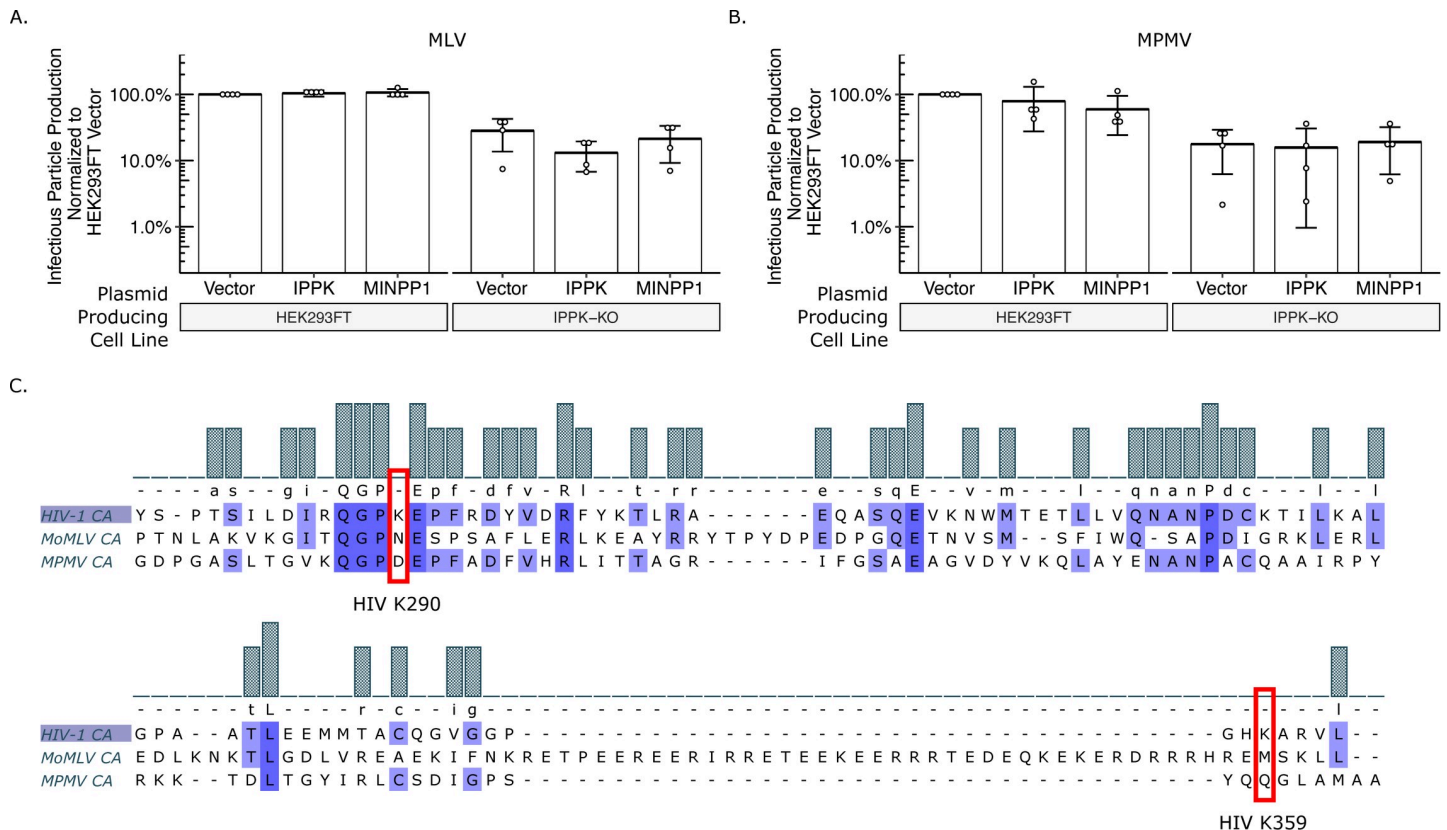 A.
MLV
Infectious Particle Production
Normalized to
HEK293FT Vector
100.0%
10.0%
1.0%
Vector IPPK MINPP1 Vector IPPK MINPP1
Plasmid
Producing
Cell Line
HEK293FT IPPK-KO
B.
MPMV
Infectious Particle Production
Normalized to
HEK293FT Vector
100.0%
10.0%
1.0%
Vector IPPK MINPP1 Vector IPPK MINPP1
Plasmid
Producing
Cell Line
HEK293FT IPPK-KO
C.
- - - - a s - - g i - Q G P - E p f - d f v - R l - - t - r r - - - - - - e - - s q E - - v - m - - - l - - q n a n P d c - - - l - - l
HIV-1 CA Y S - P T S I L D I R Q G P K E P F R D Y V D R F Y K T L R A - - - - - - E Q A S Q E V K N W M T E T L L V Q N A N P D C K T I L K A L
MoMLV CA P T N L A K V K G I T Q G P N E S P S A F L E R L K E A Y R R Y T P Y D P E D P G Q E T N V S M - - S F I W Q - S A P D I G R K L E R L
MPMV CA G D P G A S L T G V K Q G P D E P F A D F V H R L I T T A G R - - - - - - I F G S A E A G V D Y V K Q L A Y E N A N P A C Q A A I R P Y
HIV K290
- - - - - - t L - - - - r - c - - i g - - - - - - - - - - - - - - - - - - - - - - - - - - - - - - - - - - - - - - - - - - - - - - l - -
HIV-1 CA G P A - - A T L E E M M T A C Q G V G G P - - - - - - - - - - - - - - - - - - - - - - - - - - - - - - - - - - - - - - G H K A R V L - -
MoMLV CA E D L K N K T L G D L V R E A E K I F N K R E T P E E R E E R I R R E T E E K E E R R R T E D E Q K E K E R D R R R H R E M S K L L - -
MPMV CA R K K - - T D L T G Y I R L C S D I G P S - - - - - - - - - - - - - - - - - - - - - - - - - - - - - - - - - - - - - - Y Q Q G L A M A A
HIV K359